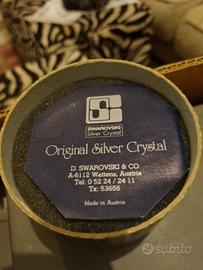 S
SWAROVSKI
Silver Crystal
Original Silver Crystal
D. SWAROVSKI & CO
A-6112 Wattens, Austria
Tel: 0 52 24 / 24 11
Tx: 53656
Made in Austria
subito